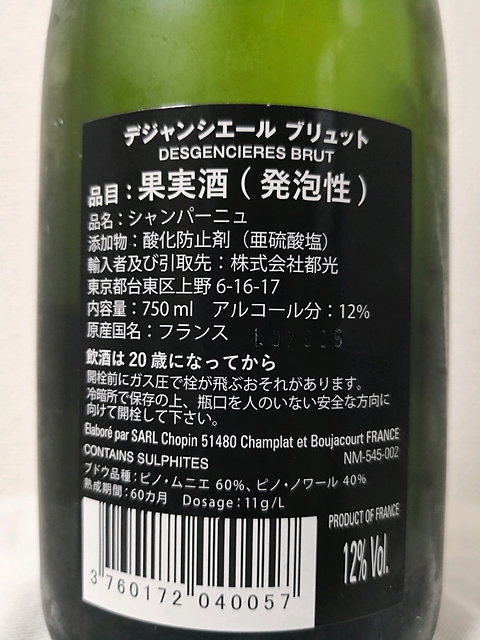 デジャンシエール ブリュット
DESGENCIERES BRUT
品目：果実酒（発泡性）
品名：シャンパーニュ
添加物：酸化防止剤（亜硫酸塩）
輸入者及び引取先：株式会社都光
東京都台東区上野 6-16-17
内容量：750 ml　アルコール分：12%
原産国名：フランス
飲酒は 20 歳になってから
開栓前にガス圧で栓が飛ぶおそれがあります。
冷暗所で保存の上、瓶口を人のいない安全な方向に
向けて開栓して下さい。
Elaboré par SARL Chopin 51480 Champlat et Boujacourt FRANCE
NM-545-002
CONTAINS SULPHITES
ブドウ品種：ピノ・ムニエ 60%、ピノ・ノワール 40%
熟成期間：60カ月　Dosage：11g/L
PRODUCT OF FRANCE
12% Vol.
3 760172 040057